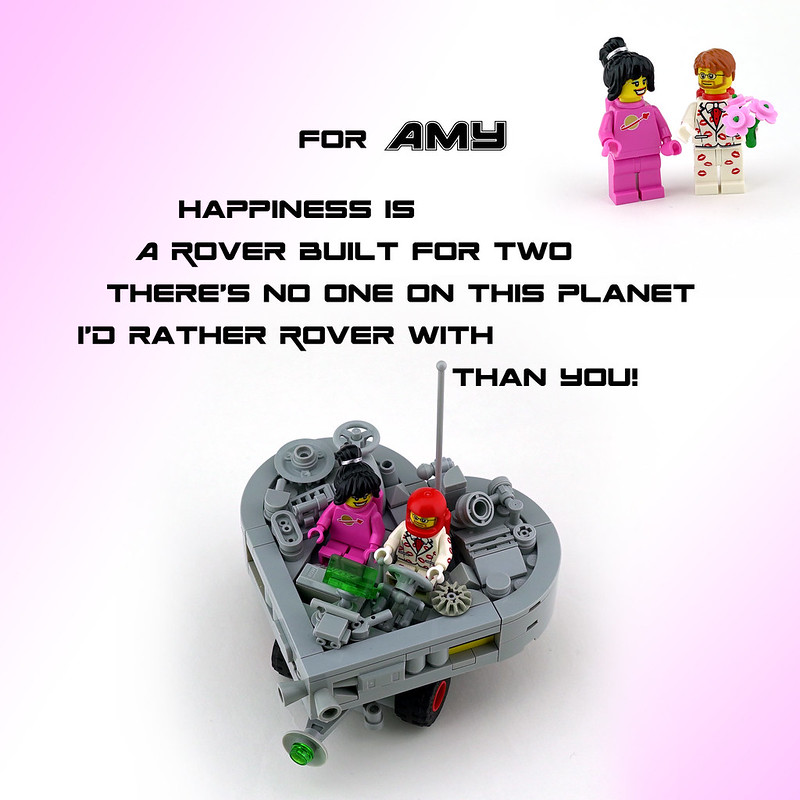 FOR AMY
HAPPINESS IS
A ROVER BUILT FOR TWO
THERE'S NO ONE ON THIS PLANET
I'D RATHER ROVER WITH
THAN YOU!